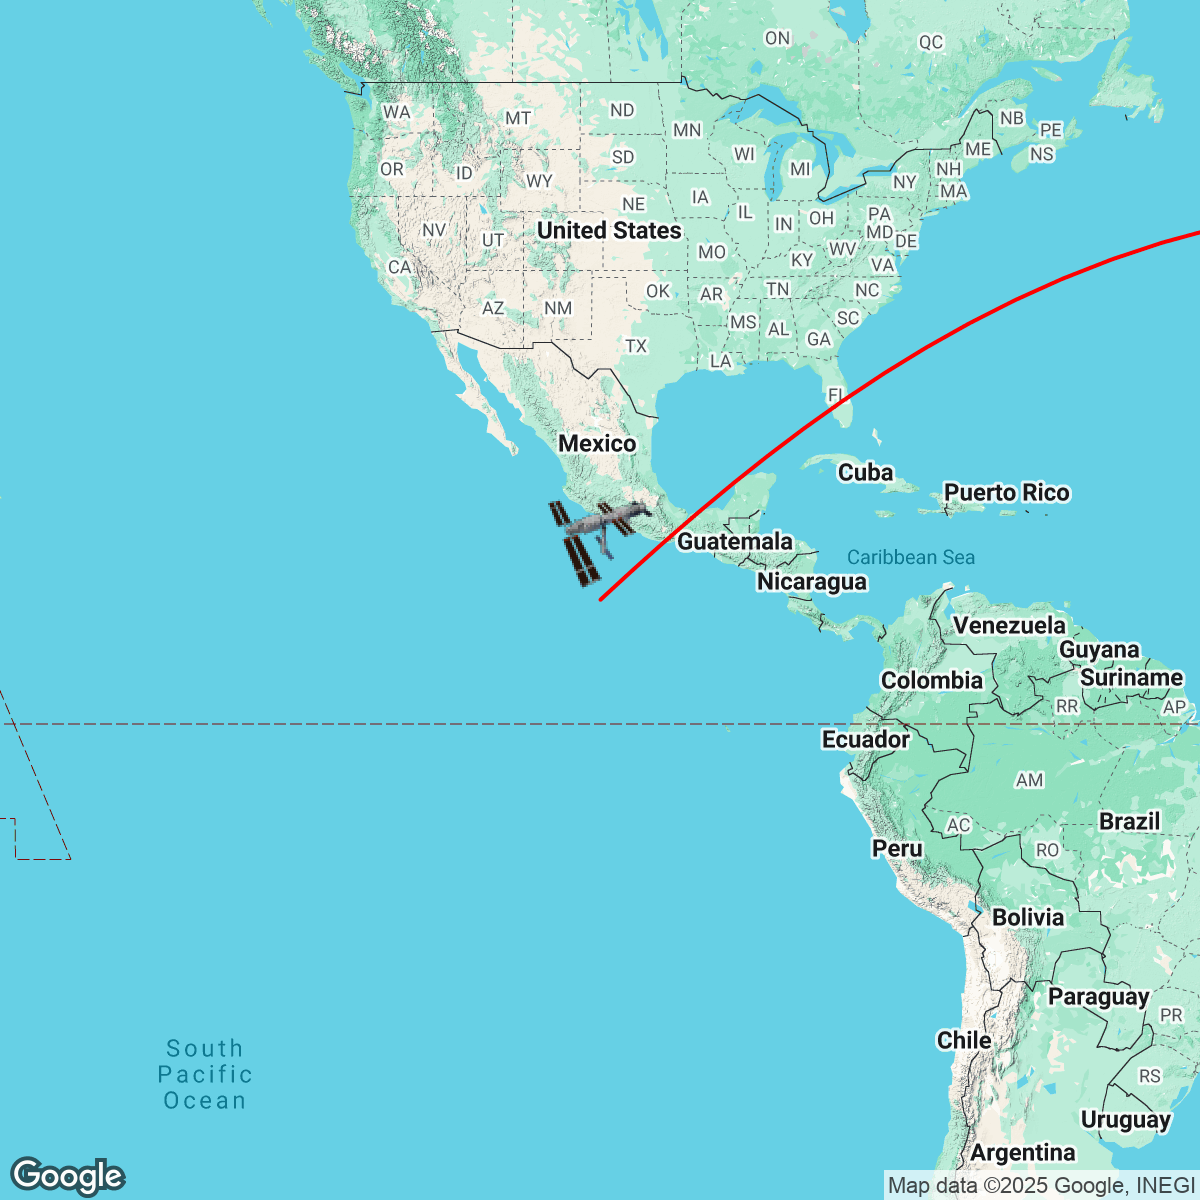 ON
QC
WA
MT
ND
MN
NB
PE
OR
ID
SD
WI
MI
ME
NS
WY
NY
NH
MA
NE
IA
IL
IN
OH
PA
NV
UT
United States
MO
KY
WV
MD
DE
CA
VA
OK
AR
TN
NC
AZ
NM
MS
AL
GA
SC
TX
LA
FL
Mexico
Cuba
Puerto Rico
Guatemala
Caribbean Sea
Nicaragua
Venezuela
Guyana
Colombia
Suriname
RR
AP
Ecuador
AM
AC
Brazil
Peru
RO
Bolivia
Paraguay
PR
Chile
South
Pacific
Ocean
RS
Uruguay
Argentina
Google
Map data ©2025 Google, INEGI